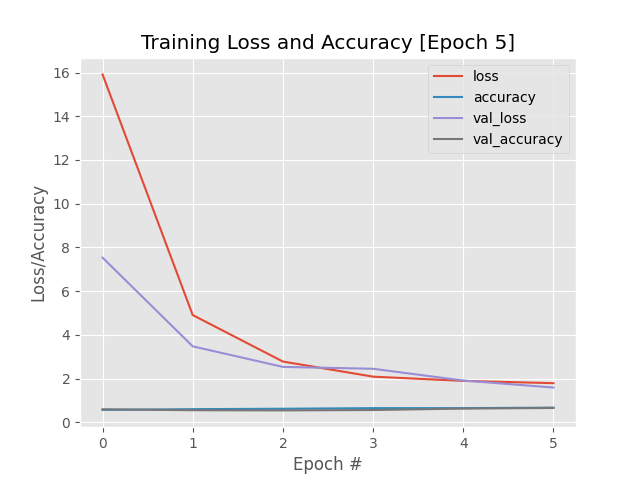 Training Loss and Accuracy [Epoch 5]
loss
accuracy
val_loss
val_accuracy
Loss/Accuracy
16
14
12
10
8
6
4
2
0
0 1 2 3 4 5
Epoch #